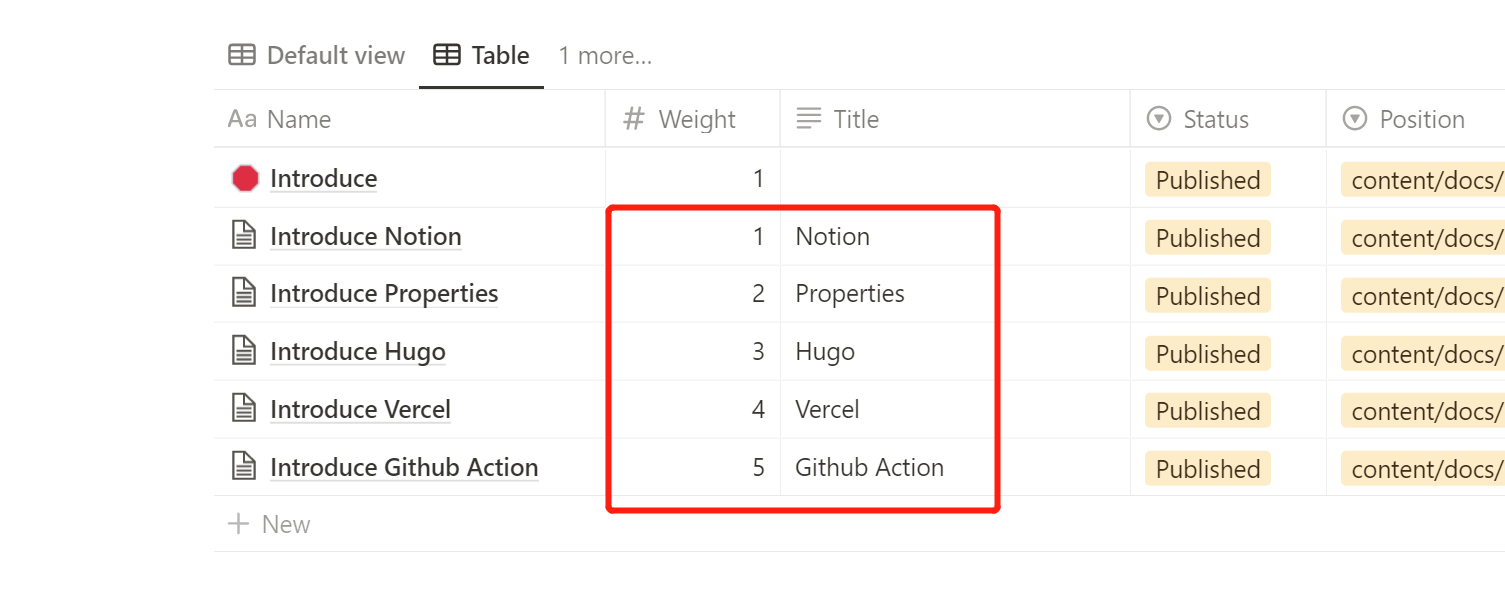 Default view Table 1 more...
Aa Name # Weight Title Status Position
Introduce 1 Published content/docs/
Introduce Notion 1 Notion Published content/docs/
Introduce Properties 2 Properties Published content/docs/
Introduce Hugo 3 Hugo Published content/docs/
Introduce Vercel 4 Vercel Published content/docs/
Introduce Github Action 5 Github Action Published content/docs/
+ New